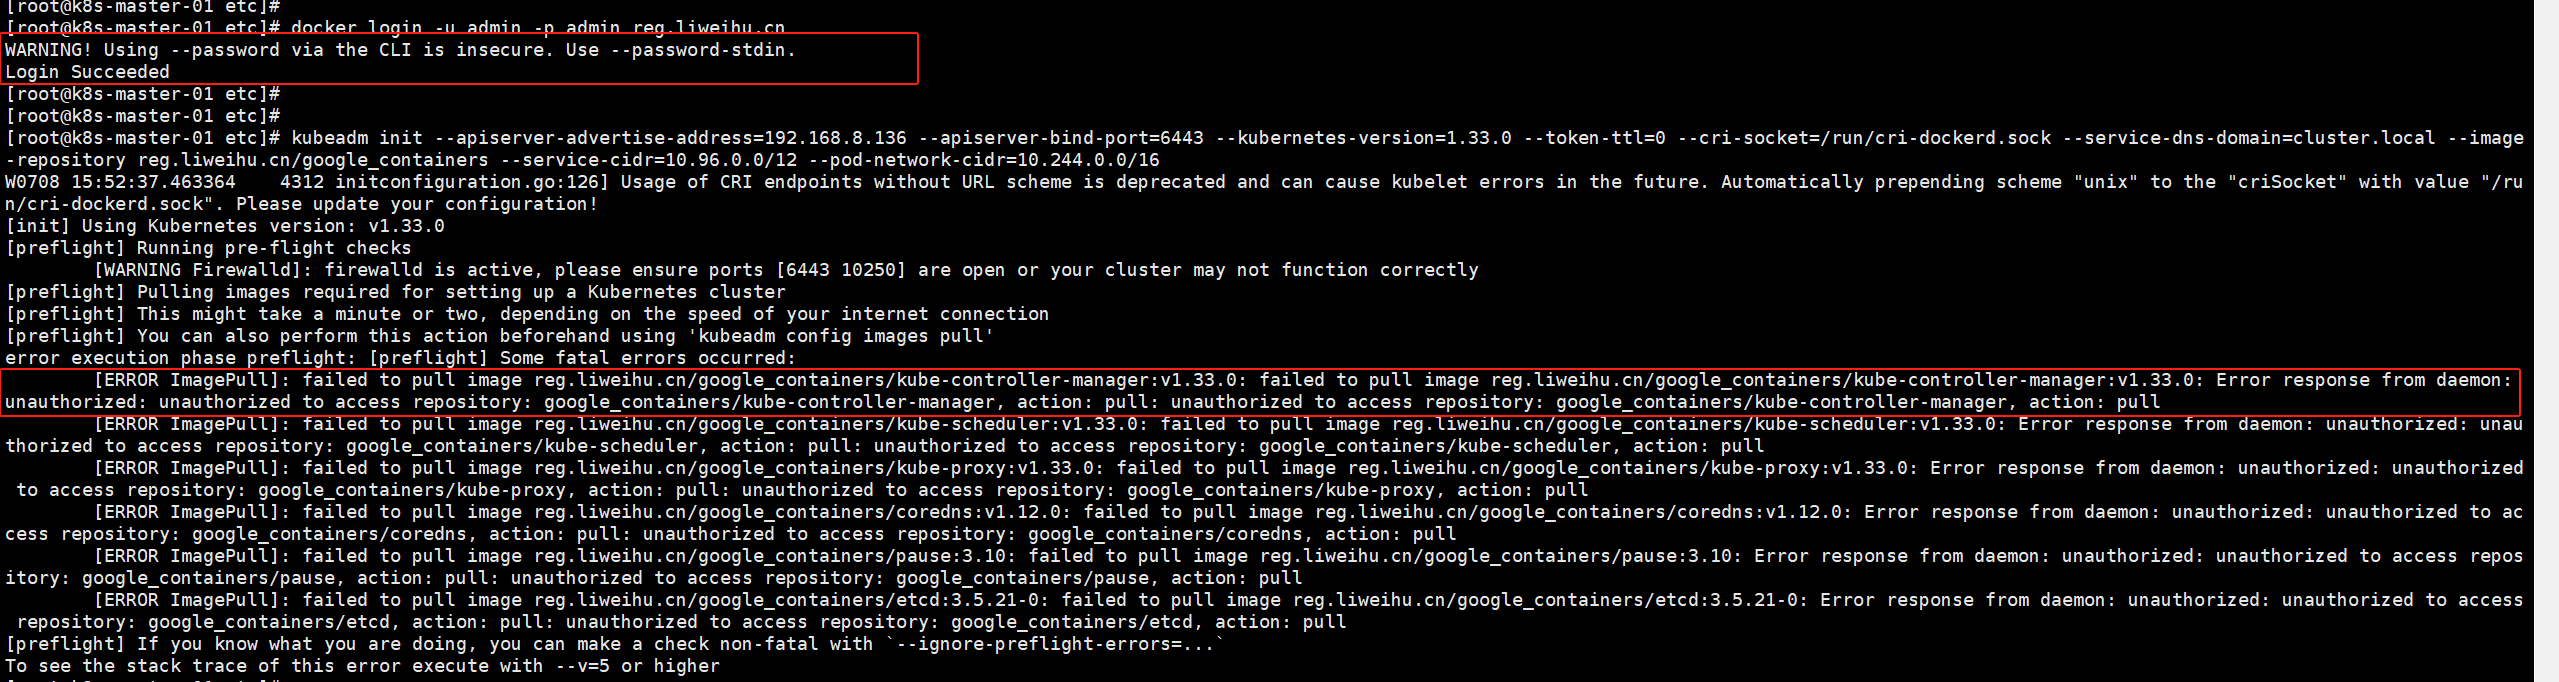 [root@k8s-master-01 etc]#
[root@k8s-master-01 etc]# docker login -u admin -p admin reg.liweihu.cn
WARNING! Using --password via the CLI is insecure. Use --password-stdin.
Login Succeeded
[root@k8s-master-01 etc]#
[root@k8s-master-01 etc]#
[root@k8s-master-01 etc]# kubeadm init --apiserver-advertise-address=192.168.8.136 --apiserver-bind-port=6443 --kubernetes-version=1.33.0 --token-ttl=0 --cri-socket=/run/cri-dockerd.sock --service-dns-domain=cluster.local --image
-repository reg.liweihu.cn/google_containers --service-cidr=10.96.0.0/12 --pod-network-cidr=10.244.0.0/16
W0708 15:52:37.463364    4312 initconfiguration.go:126] Usage of CRI endpoints without URL scheme is deprecated and can cause kubelet errors in the future. Automatically prepending scheme "unix" to the "criSocket" with value "/ru
n/cri-dockerd.sock". Please update your configuration!
[init] Using Kubernetes version: v1.33.0
[preflight] Running pre-flight checks
        [WARNING Firewalld]: firewalld is active, please ensure ports [6443 10250] are open or your cluster may not function correctly
[preflight] Pulling images required for setting up a Kubernetes cluster
[preflight] This might take a minute or two, depending on the speed of your internet connection
[preflight] You can also perform this action beforehand using 'kubeadm config images pull'
error execution phase preflight: [preflight] Some fatal errors occurred:
        [ERROR ImagePull]: failed to pull image reg.liweihu.cn/google_containers/kube-controller-manager:v1.33.0: failed to pull image reg.liweihu.cn/google_containers/kube-controller-manager:v1.33.0: Error response from daemon:
unauthorized: unauthorized to access repository: google_containers/kube-controller-manager, action: pull: unauthorized to access repository: google_containers/kube-controller-manager, action: pull
        [ERROR ImagePull]: failed to pull image reg.liweihu.cn/google_containers/kube-scheduler:v1.33.0: failed to pull image reg.liweihu.cn/google_containers/kube-scheduler:v1.33.0: Error response from daemon: unauthorized: unau
thorized to access repository: google_containers/kube-scheduler, action: pull: unauthorized to access repository: google_containers/kube-scheduler, action: pull
        [ERROR ImagePull]: failed to pull image reg.liweihu.cn/google_containers/kube-proxy:v1.33.0: failed to pull image reg.liweihu.cn/google_containers/kube-proxy:v1.33.0: Error response from daemon: unauthorized: unauthorized
 to access repository: google_containers/kube-proxy, action: pull: unauthorized to access repository: google_containers/kube-proxy, action: pull
        [ERROR ImagePull]: failed to pull image reg.liweihu.cn/google_containers/coredns:v1.12.0: failed to pull image reg.liweihu.cn/google_containers/coredns:v1.12.0: Error response from daemon: unauthorized: unauthorized to ac
cess repository: google_containers/coredns, action: pull: unauthorized to access repository: google_containers/coredns, action: pull
        [ERROR ImagePull]: failed to pull image reg.liweihu.cn/google_containers/pause:3.10: failed to pull image reg.liweihu.cn/google_containers/pause:3.10: Error response from daemon: unauthorized: unauthorized to access repos
itory: google_containers/pause, action: pull: unauthorized to access repository: google_containers/pause, action: pull
        [ERROR ImagePull]: failed to pull image reg.liweihu.cn/google_containers/etcd:3.5.21-0: failed to pull image reg.liweihu.cn/google_containers/etcd:3.5.21-0: Error response from daemon: unauthorized: unauthorized to access
 repository: google_containers/etcd, action: pull: unauthorized to access repository: google_containers/etcd, action: pull
[preflight] If you know what you are doing, you can make a check non-fatal with `--ignore-preflight-errors=...`
To see the stack trace of this error execute with --v=5 or higher